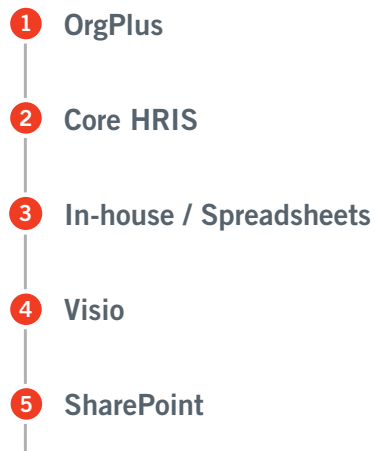 1 OrgPlus
2 Core HRIS
3 In-house / Spreadsheets
4 Visio
5 SharePoint